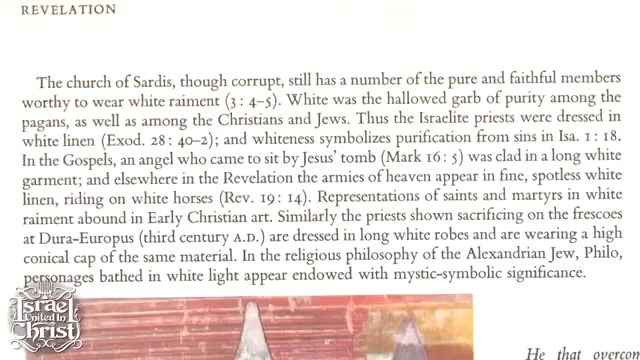 REVELATION
The church of Sardis, though corrupt, still has a number of the pure and faithful members
worthy to wear white raiment (3 : 4–5). White was the hallowed garb of purity among the
pagans, as well as among the Christians and Jews. Thus the Israelite priests were dressed in
white linen (Exod. 28 : 40–2); and whiteness symbolizes purification from sins in Isa. 1 : 18.
In the Gospels, an angel who came to sit by Jesus' tomb (Mark 16 : 5) was clad in a long white
garment; and elsewhere in the Revelation the armies of heaven appear in fine, spotless white
linen, riding on white horses (Rev. 19 : 14). Representations of saints and martyrs in white
raiment abound in Early Christian art. Similarly the priests shown sacrificing on the frescoes
at Dura-Europus (third century A.D.) are dressed in long white robes and are wearing a high
conical cap of the same material. In the religious philosophy of the Alexandrian Jew, Philo,
personages bathed in white light appear endowed with mystic-symbolic significance.
Israel
United In
Christ
He that overcon